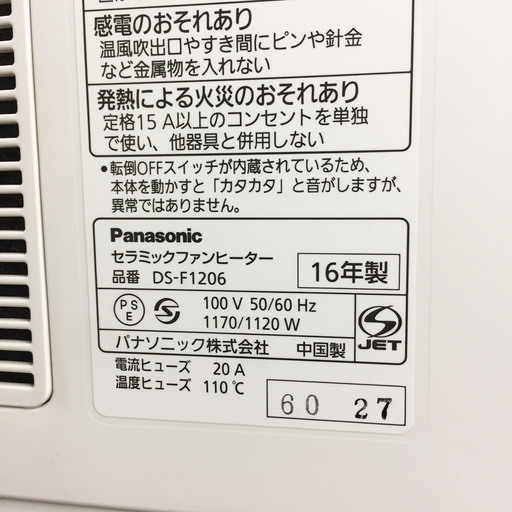 感電のおそれあり
温風吹出口やすき間にピンや針金
など金属物を入れない
発熱による火災のおそれあり
定格15 A以上のコンセントを単独
で使い、他器具と併用しない
•転倒OFFスイッチが内蔵されているため、
本体を動かすと「カタカタ」と音がしますが、
異常ではありません。
Panasonic
セラミックファンヒーター
品番 DS-F1206
16年製
PS
E
100 V 50/60 Hz
1170/1120 W
パナソニック株式会社 中国製
S
JET
電流ヒューズ 20 A
温度ヒューズ 110℃
60 27